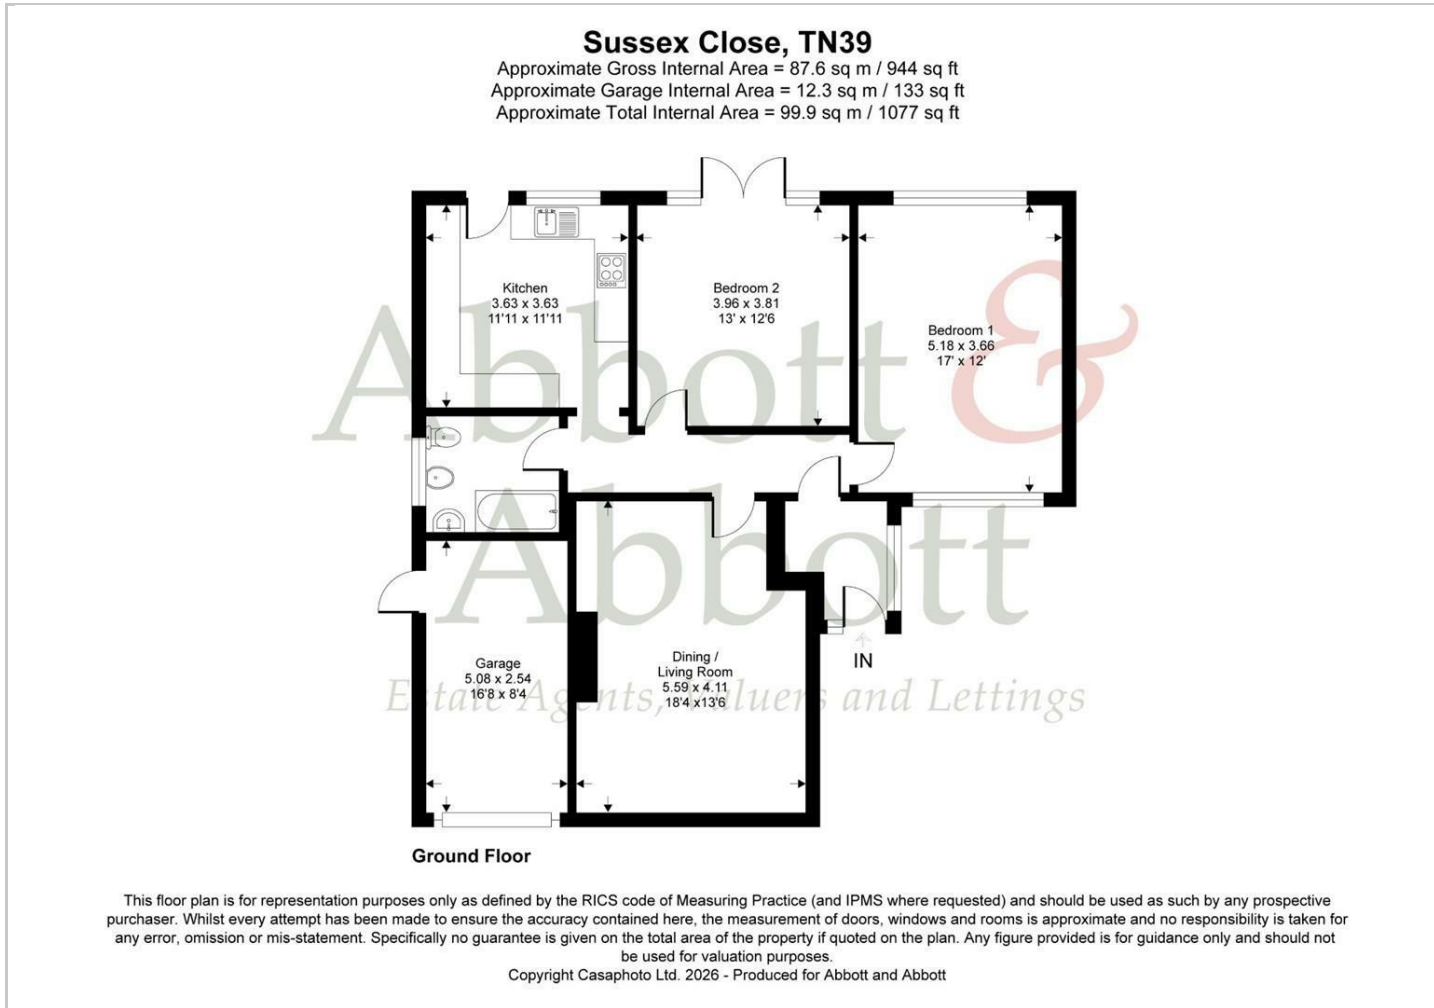 Sussex Close, TN39
Approximate Gross Internal Area = 87.6 sq m / 944 sq ft
Approximate Garage Internal Area = 12.3 sq m / 133 sq ft
Approximate Total Internal Area = 99.9 sq m / 1077 sq ft
Kitchen
3.63 x 3.63
11'11 x 11'11
Bedroom 2
3.96 x 3.81
13' x 12'6
Bedroom 1
5.18 x 3.66
17' x 12'
Abbott &
Abbott
Estate Agents, Valuers and Lettings
Garage
5.08 x 2.54
16'8 x 8'4
Dining /
Living Room
5.59 x 4.11
18'4 x13'6
IN
Ground Floor
This floor plan is for representation purposes only as defined by the RICS code of Measuring Practice (and IPMS where requested) and should be used as such by any prospective
purchaser. Whilst every attempt has been made to ensure the accuracy contained here, the measurement of doors, windows and rooms is approximate and no responsibility is taken for
any error, omission or mis-statement. Specifically no guarantee is given on the total area of the property if quoted on the plan. Any figure provided is for guidance only and should not
be used for valuation purposes.
Copyright Casaphoto Ltd. 2026 - Produced for Abbott and Abbott